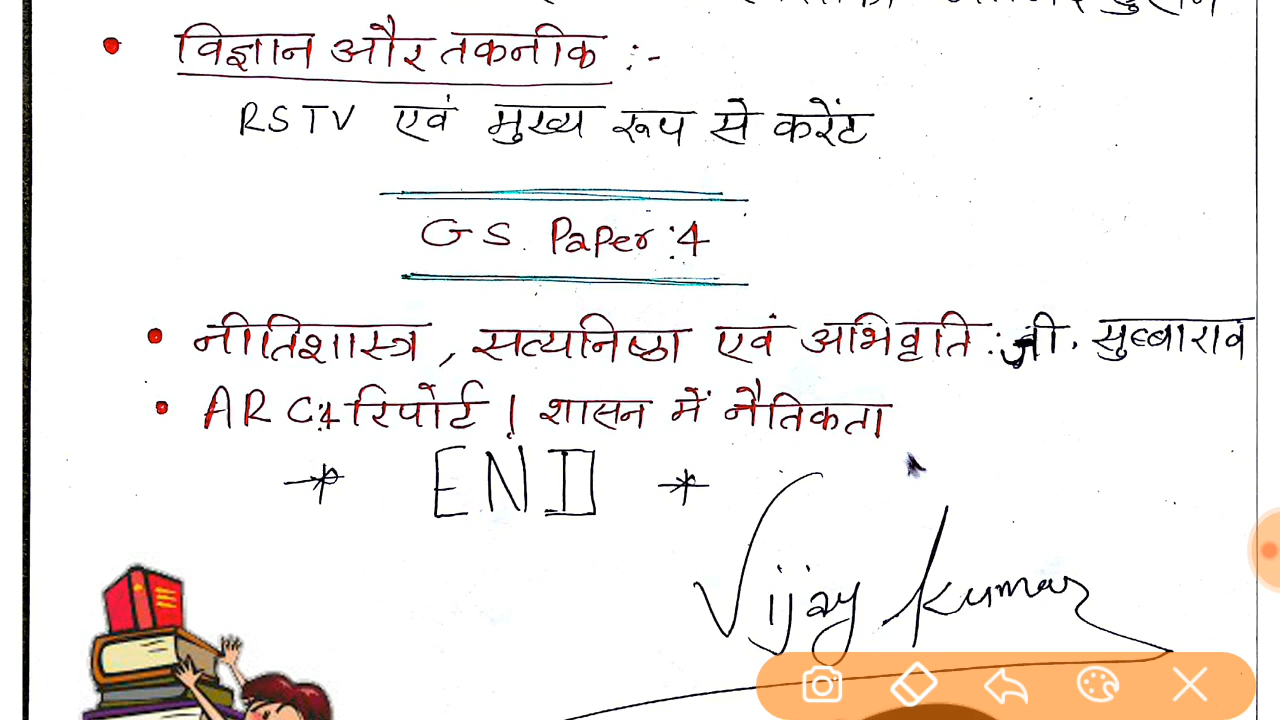 विज्ञान और तकनीक :-
RSTV एवं मुख्य रूप से करेंट
GS. Paper :4
नीतिशास्त्र, सत्यनिष्ठा एवं अभिवृति : जी. सुब्बाराव
ARC:4 रिपोर्ट / शासन में नैतिकता
* END *
Vijay Kumar